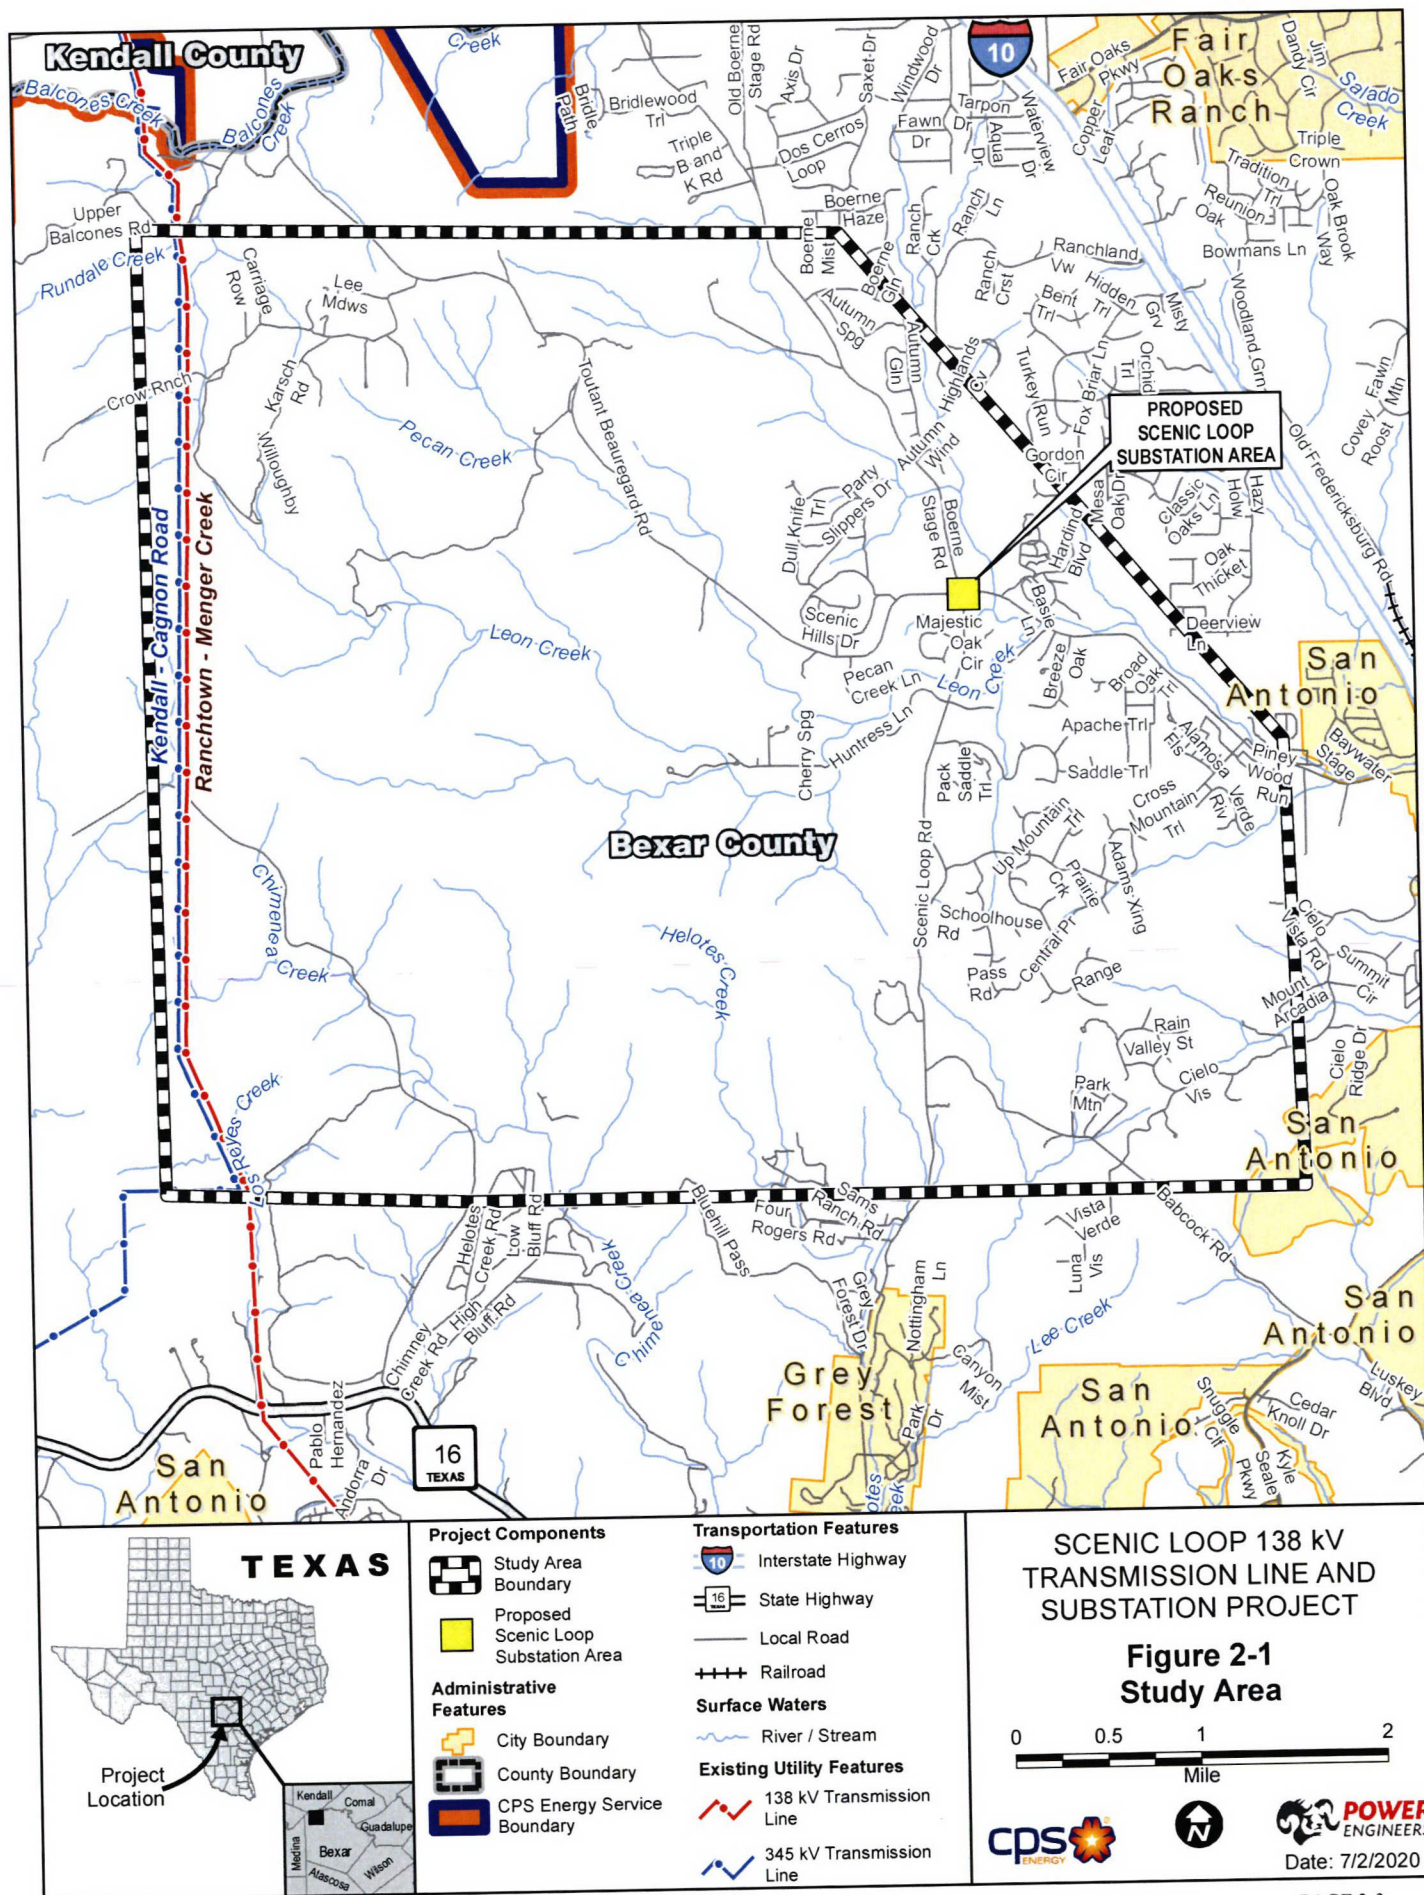 Kendall County
Balcones Creek
Balcones
Creek
Creek
Bridle
Path
Bridlewood
Trl
Triple
B and
K Rd
Old Boerne
Stage Rd
Axis Dr
Saxet Dr
Dos Cerros
Loop
Windwood
Dr
Fawn
Dr
Tarpon
Dr
Aqua
Dr
Waterview
Dr
10
Fair Oaks
Pkwy
Copper
Leaf
Fair
Oaks
Ranch
Dandy Cir
Jim
Salado
Creek
Triple
Crown
Tradition
Trl
Reunion
Oak
Oak Brook
Way
Bowmans Ln
Woodland Grn
Upper
Balcones Rd
Rundale Creek
Carriage
Row
Lee
Mdws
Crow Rnch
Karsch
Rd
Willoughby
Pecan Creek
Toutant Beauregard Rd
Boerne
Haze
Boerne
Mist
Boerne
Gln
Ranch
Crk
Ranch
Ln
Ranch
Crst
Ranchland
Vw
Bent
Trl
Hidden
Trl
Misty
Grv
Autumn
Spg
Autumn
Gln
Autumn Highlands
Cv
Autumn
Wind
Turkey Run
Fox Briar Ln
Orchid
Trl
PROPOSED
SCENIC LOOP
SUBSTATION AREA
Gordon
Cir
Mesa
Oak Dr
Classic
Oaks Ln
Hazy
Holw
Oak
Thicket
Old Fredericksburg Rd
Covey
Roost
Fawn
Mtn
Kendall - Cagnon Road
Ranchtown - Menger Creek
Party
Trl
Dull Knife
Slippers Dr
Boerne
Stage Rd
Harding
Blvd
Scenic
Hills Dr
Majestic
Oak
Cir
Basie
Ln
Deerview
Ln
Leon Creek
Pecan
Creek Ln
Leon Creek
Breeze
Oak
Broad
Oak
Trl
San
Antonio
Cherry Spg
Huntress Ln
Apache Trl
Alamosa
Fls
Piney
Wood
Run
Baywater
Stage
Pack
Saddle
Trl
Saddle Trl
Cross
Mountain
Trl
Verde
Riv
Bexar County
Scenic Loop Rd
Up Mountain
Trl
Prairie
Crk
Adams Xing
Chimenea Creek
Helotes Creek
Schoolhouse
Rd
Central Pr
Pass
Rd
Range
Cielo
Vista Rd
Summit
Cir
Mount
Arcadia
Rain
Valley St
Cielo
Vis
Cielo
Ridge Dr
Park
Mtn
San
Antonio
Los Reyes Creek
Helotes
Creek Rd
Low
Bluff Rd
High
Bluff Rd
Bluehill Pass
Four
Rogers Rd
Sams
Ranch Rd
Chimenea Creek
Grey
Forest Dr
Nottingham
Ln
Vista
Verde
Luna
Vis
Babcock Rd
Lee Creek
Canyon
Mist
Grey
Forest
Park
Dr
San
Antonio
San
Antonio
Luskey
Blvd
Snuggle
Clf
Cedar
Knoll Dr
Kyle
Seale
Pkwy
Chimney
Creek Rd
Pablo
Hernandez
Andorra
Dr
16
TEXAS
San
Antonio
TEXAS
Project
Location
Kendall
Comal
Guadalupe
Medina
Bexar
Wilson
Atascosa
Project Components
Study Area
Boundary
Proposed
Scenic Loop
Substation Area
Administrative
Features
City Boundary
County Boundary
CPS Energy Service
Boundary
Transportation Features
10
Interstate Highway
16
State Highway
Local Road
Railroad
Surface Waters
River / Stream
Existing Utility Features
138 kV Transmission
Line
345 kV Transmission
Line
SCENIC LOOP 138 kV
TRANSMISSION LINE AND
SUBSTATION PROJECT
Figure 2-1
Study Area
0 0.5 1 2
Mile
cps
ENERGY
N
POWER
ENGINEERS
Date: 7/2/2020